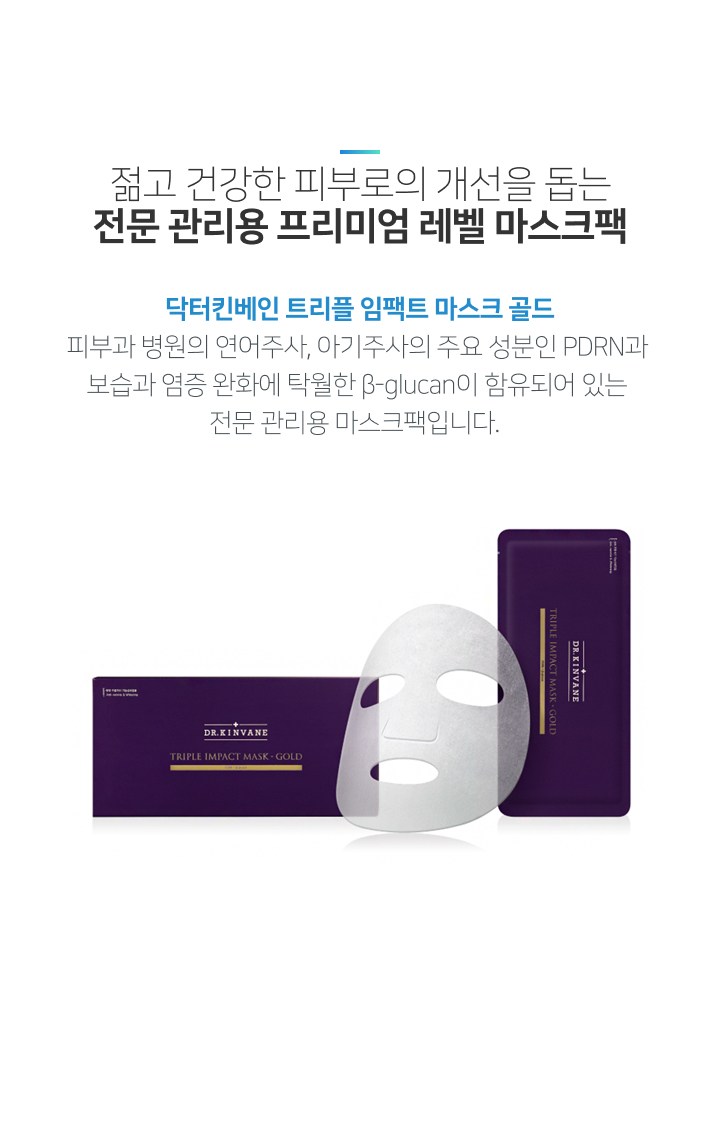 젊고 건강한 피부로의 개선을 돕는
전문 관리용 프리미엄 레벨 마스크팩
닥터킨베인 트리플 임팩트 마스크 골드
피부과 병원의 연어주사, 아기주사의 주요 성분인 PDRN과
보습과 염증 완화에 탁월한 β-glucan이 함유되어 있는
전문 관리용 마스크팩입니다.
DR.KINVANE
TRIPLE IMPACT MASK · GOLD
DR.KINVANE
TRIPLE IMPACT MASK · GOLD